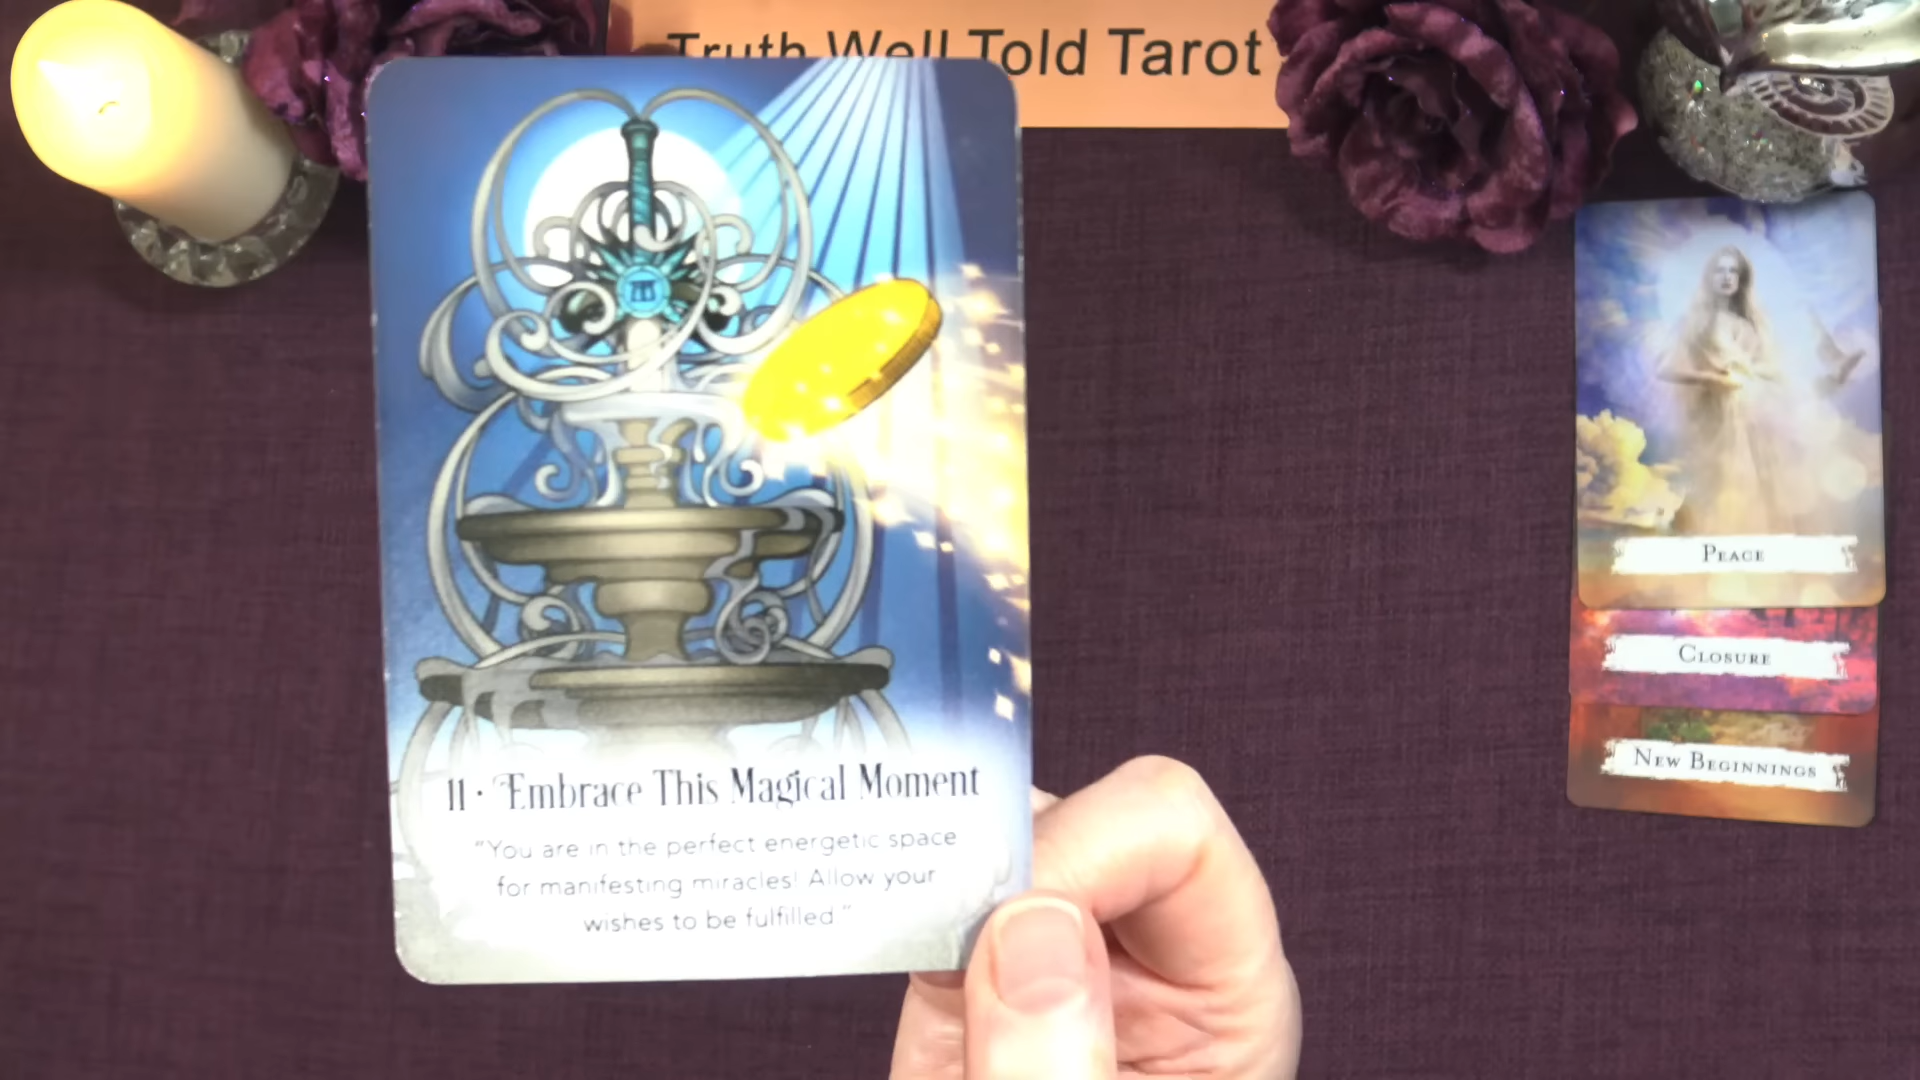 Truth Well Told Tarot
11 · Embrace This Magical Moment
"You are in the perfect energetic space
for manifesting miracles! Allow your
wishes to be fulfilled."
Peace
Closure
New Beginnings